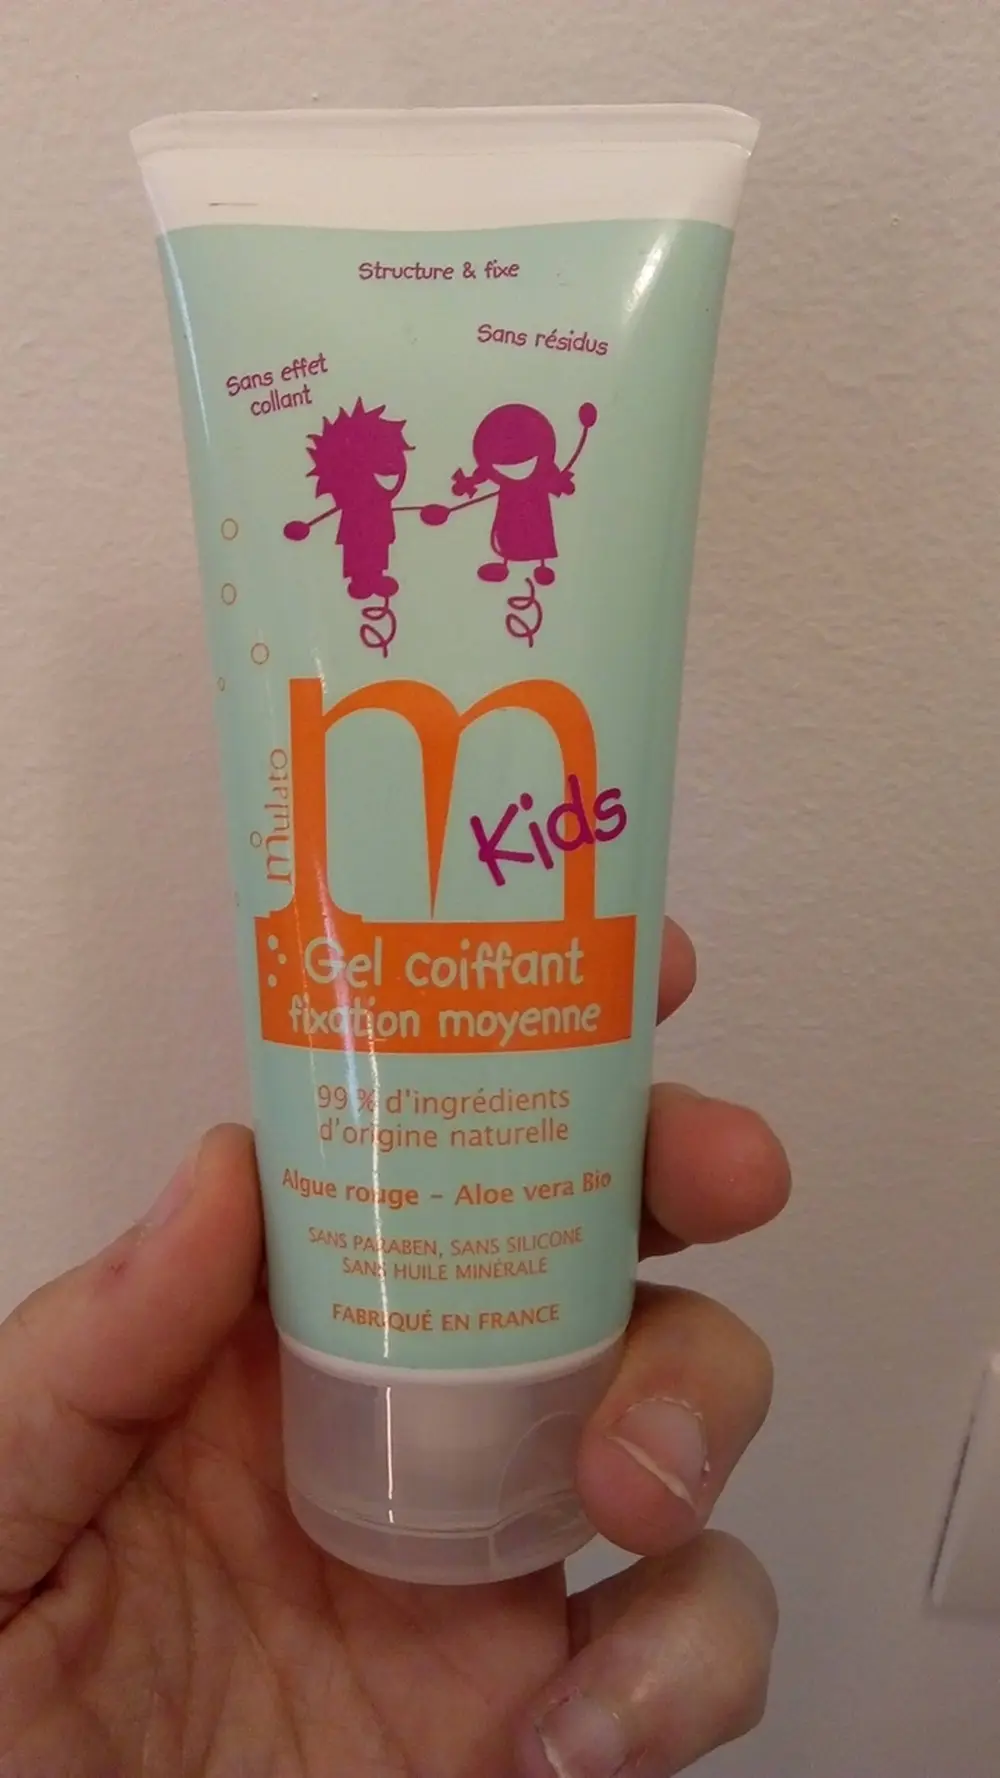 Structure & fixe
Sans résidus
Sans effet
collant
mulato
m
Kids
Gel coiffant
fixation moyenne
99 % d'ingrédients
d'origine naturelle
Algue rouge - Aloe vera Bio
SANS PARABEN, SANS SILICONE
SANS HUILE MINÉRALE
FABRIQUÉ EN FRANCE